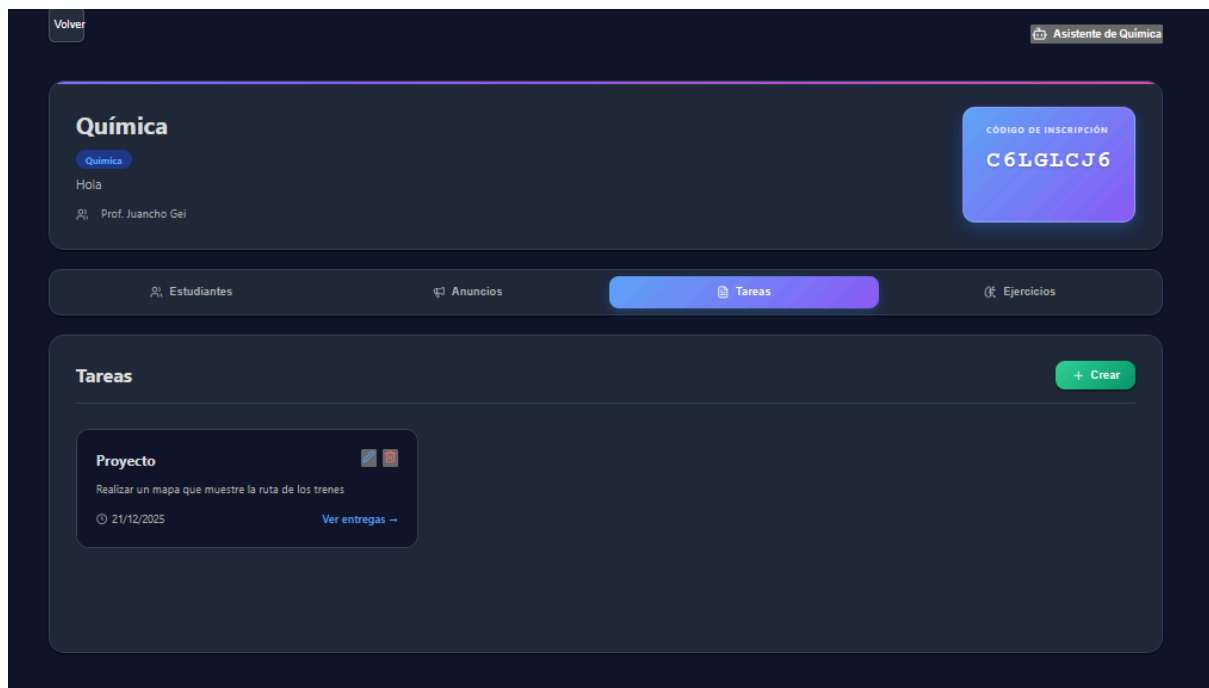 Volver
Asistente de Química
Química
Química
Hola
Prof. Juancho Gei
CÓDIGO DE INSCRIPCIÓN
C6LGLCJ6
Estudiantes
Anuncios
Tareas
Ejercicios
Tareas
+ Crear
Proyecto
Realizar un mapa que muestre la ruta de los trenes
21/12/2025
Ver entregas →